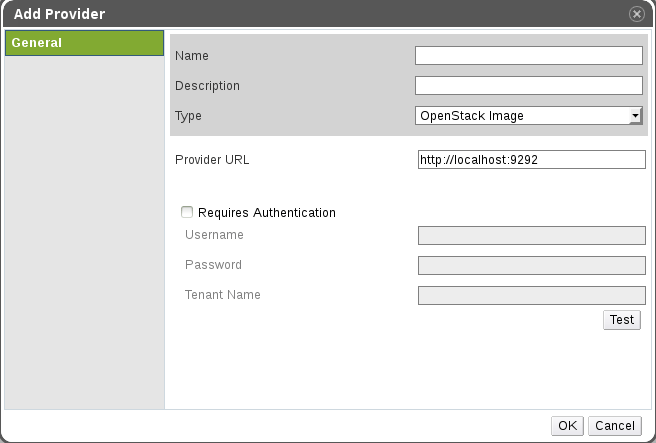 Add Provider
General
Name
Description
Type OpenStack Image
Provider URL http://localhost:9292
Requires Authentication
Username
Password
Tenant Name
Test
OK Cancel